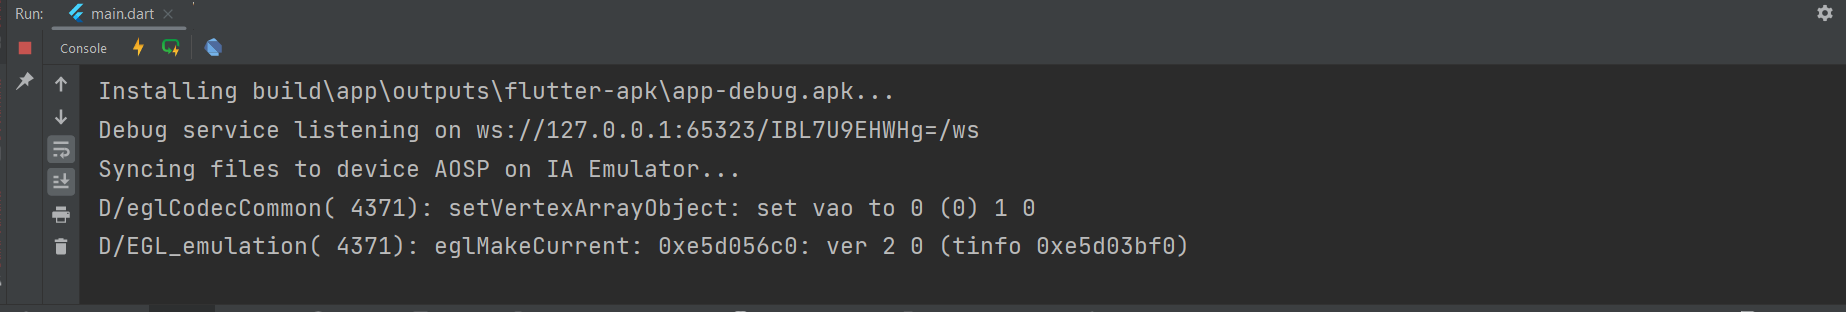 Run: main.dart
Console
Installing build\app\outputs\flutter-apk\app-debug.apk...
Debug service listening on ws://127.0.0.1:65323/IBL7U9EHWHg=/ws
Syncing files to device AOSP on IA Emulator...
D/eglCodecCommon( 4371): setVertexArrayObject: set vao to 0 (0) 1 0
D/EGL_emulation( 4371): eglMakeCurrent: 0xe5d056c0: ver 2 0 (tinfo 0xe5d03bf0)